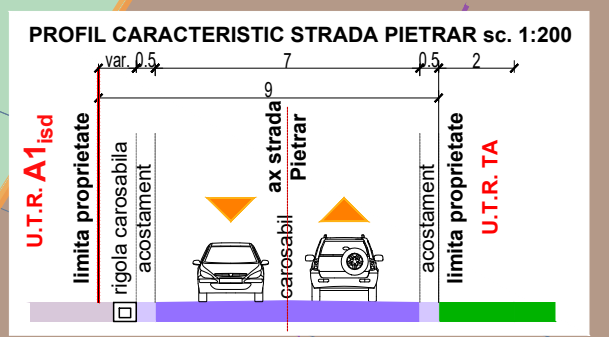 PROFIL CARACTERISTIC STRADA PIETRAR sc. 1:200
var. 0.5 7 0.5 2
9
U.T.R. A1isd
limita proprietate
rigola carosabila
acostament
ax strada
Pietrar
carosabil
acostament
limita proprietate
U.T.R. TA